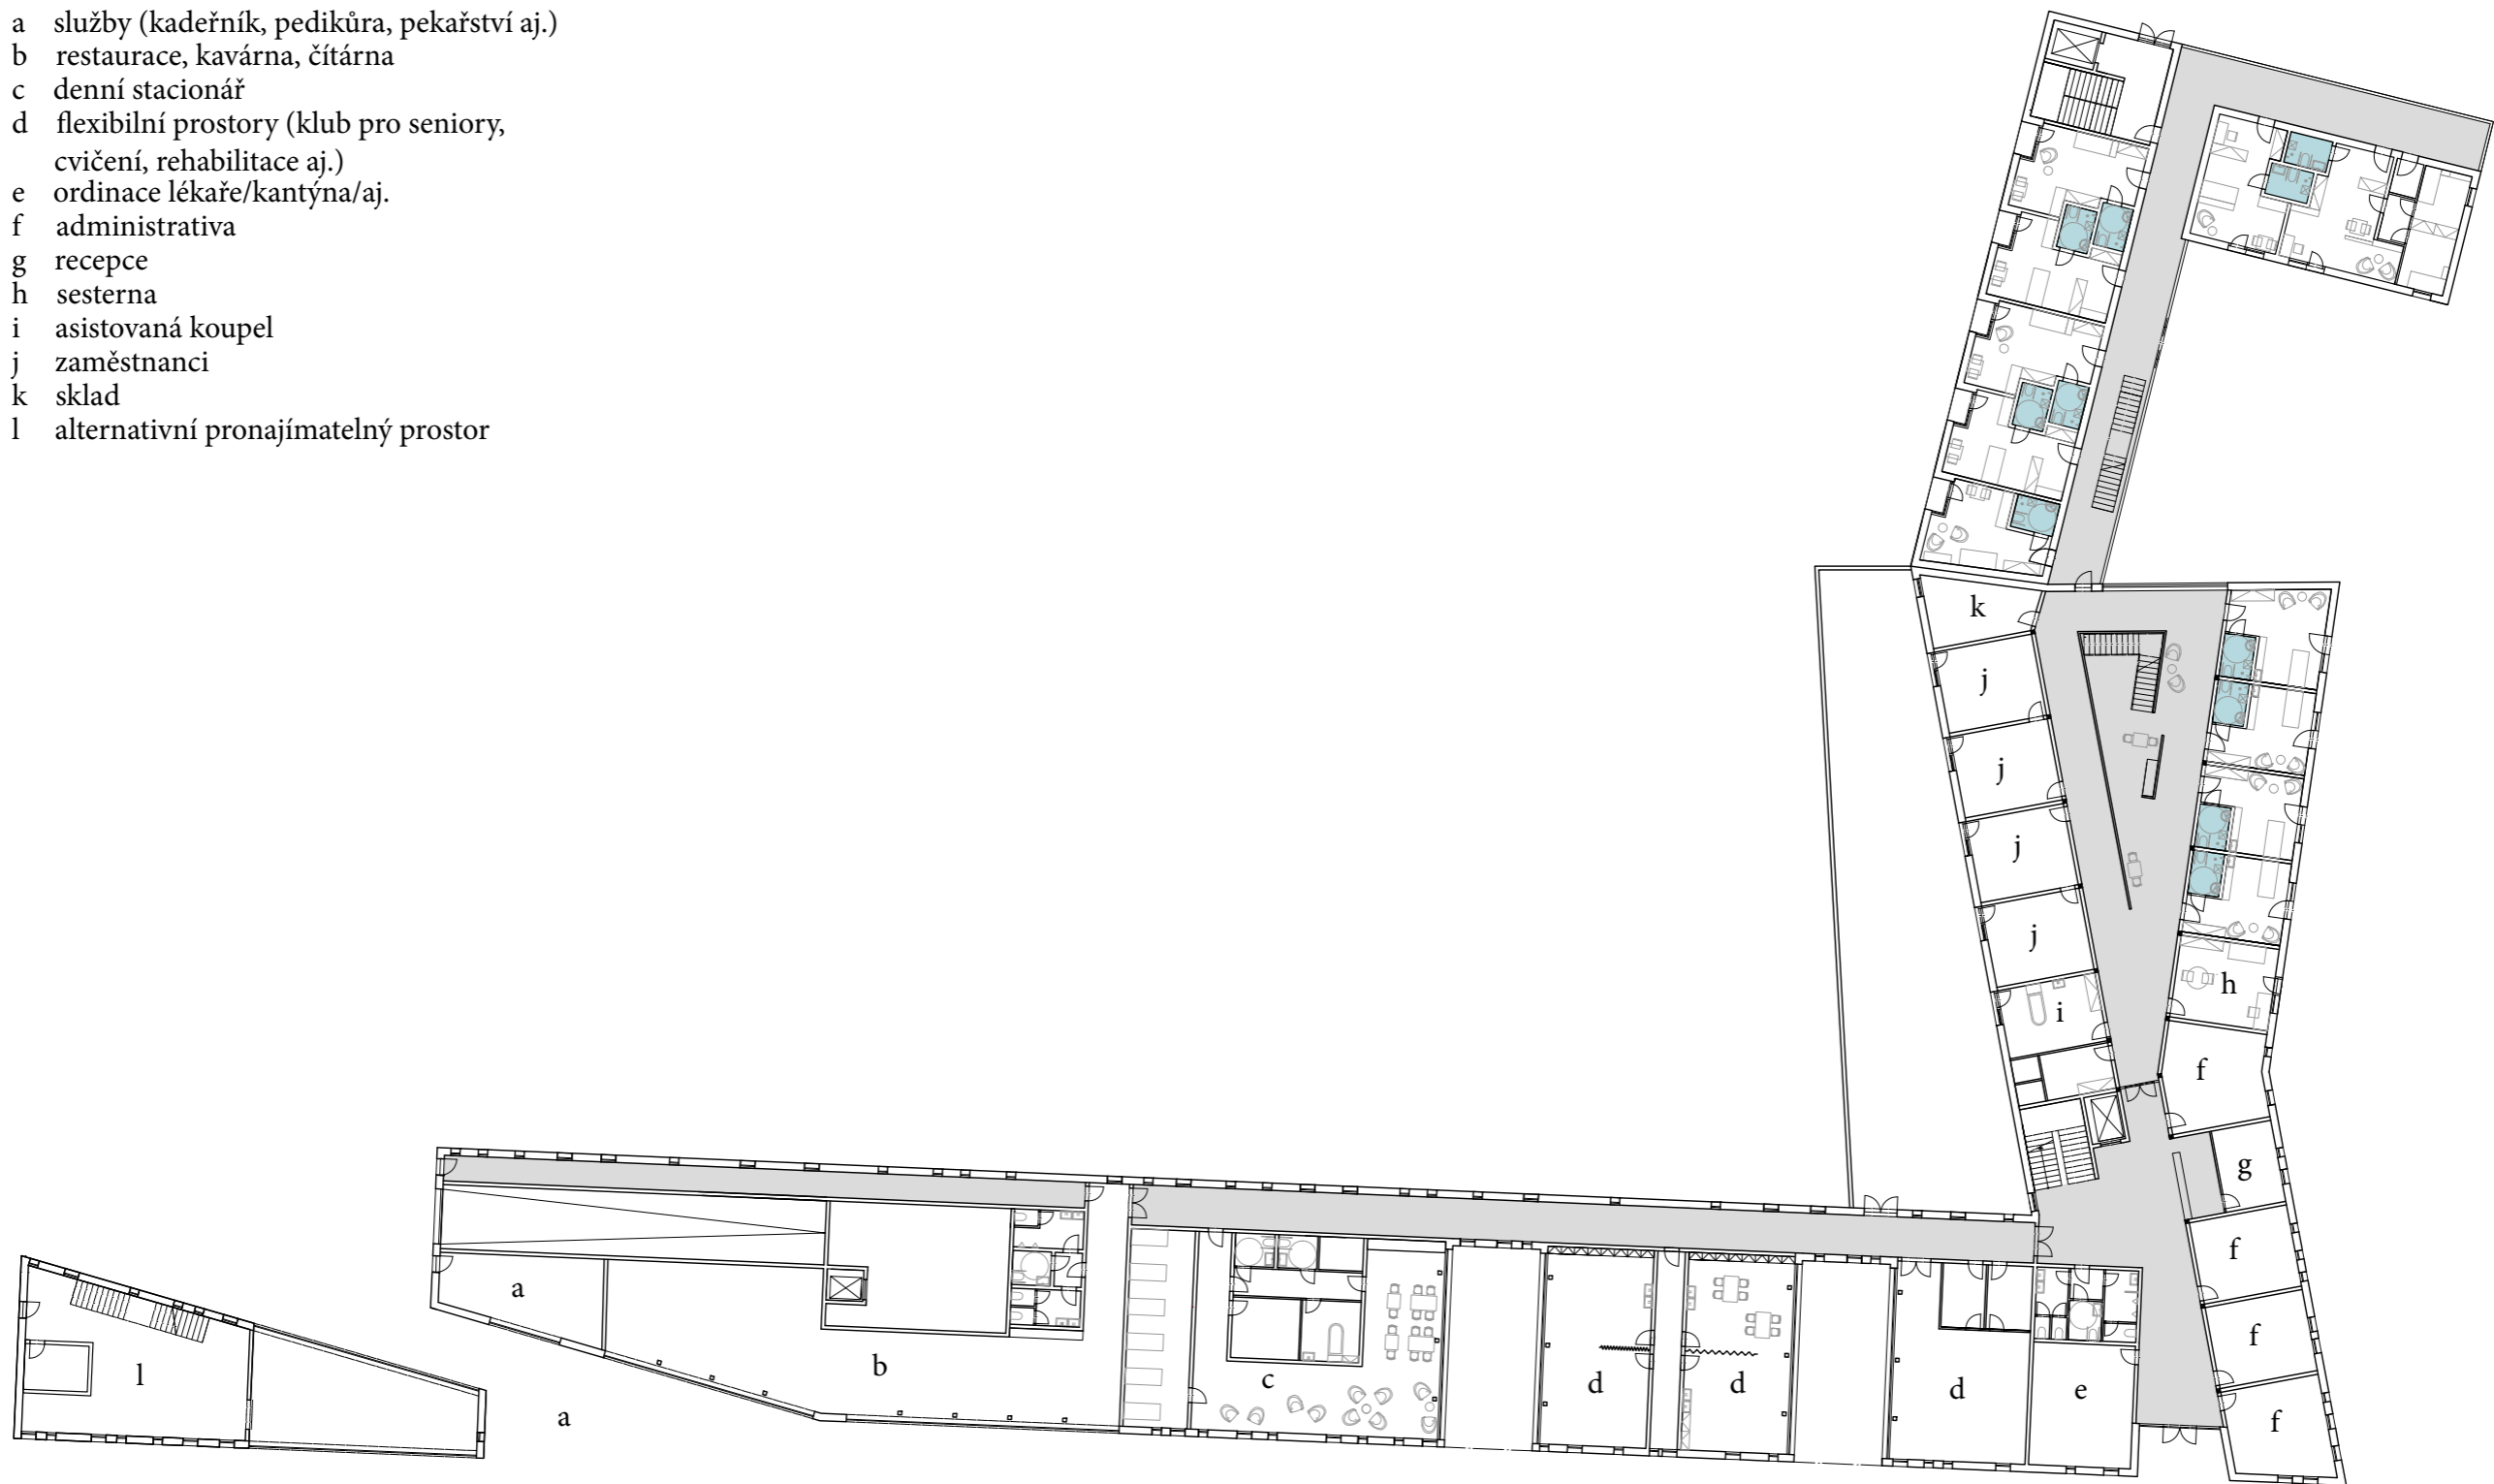 a služby (kadeřník, pedikůra, pekařství aj.)
b restaurace, kavárna, čítárna
c denní stacionář
d flexibilní prostory (klub pro seniory,
cvičení, rehabilitace aj.)
e ordinace lékaře/kantýna/aj.
f administrativa
g recepce
h sesterna
i asistovaná koupel
j zaměstnanci
k sklad
l alternativní pronajímatelný prostor
k
j
j
j
j
h
i
f
g
f
f
f
a
b
c
d
d
d
e
l
a